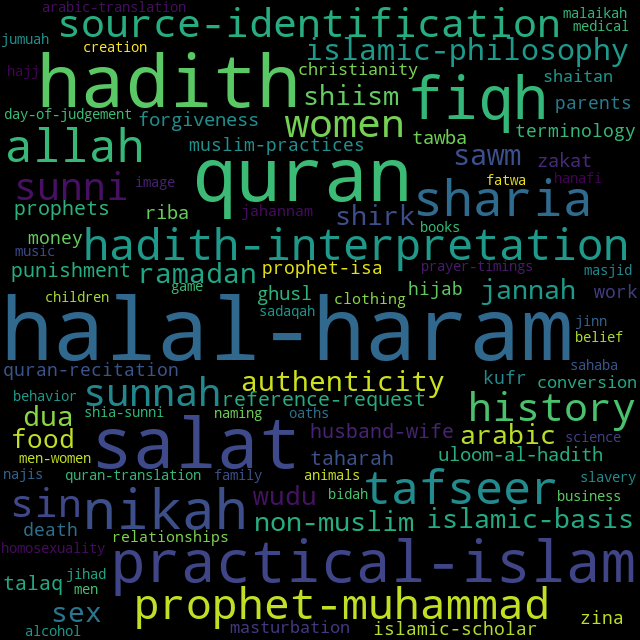 arabic-translation
source-identification
malaikah
medical
jumuah
creation
islamic-philosophy
hajj
hadith
christianity
shaitan
shiism
fiqh
parents
day-of-judgement
forgiveness
women
terminology
allah
muslim-practices
tawba
sawm
zakat
quran
sunni
image
fatwa
hanafi
sharia
prophets
riba
jahannam
shirk
books
money
hadith-interpretation
music
punishment
ramadan
prophet-isa
prayer-timings
masjid
game
children
ghusl
clothing
hijab
jannah
work
sadaqah
halal-haram
jinn
belief
sahaba
quran-recitation
authenticity
kufr
conversion
behavior
sunnah
reference-request
history
dua
shia-sunni
naming
oaths
food
salat
husband-wife
arabic
science
men-women
taharah
uloom-al-hadith
najis
quran-translation
family
animals
tafseer
slavery
sin
nikah
wudu
bidah
business
death
non-muslim
islamic-basis
relationships
homosexuality
practical-islam
talaq
jihad
men
sex
prophet-muhammad
zina
alcohol
masturbation
islamic-scholar